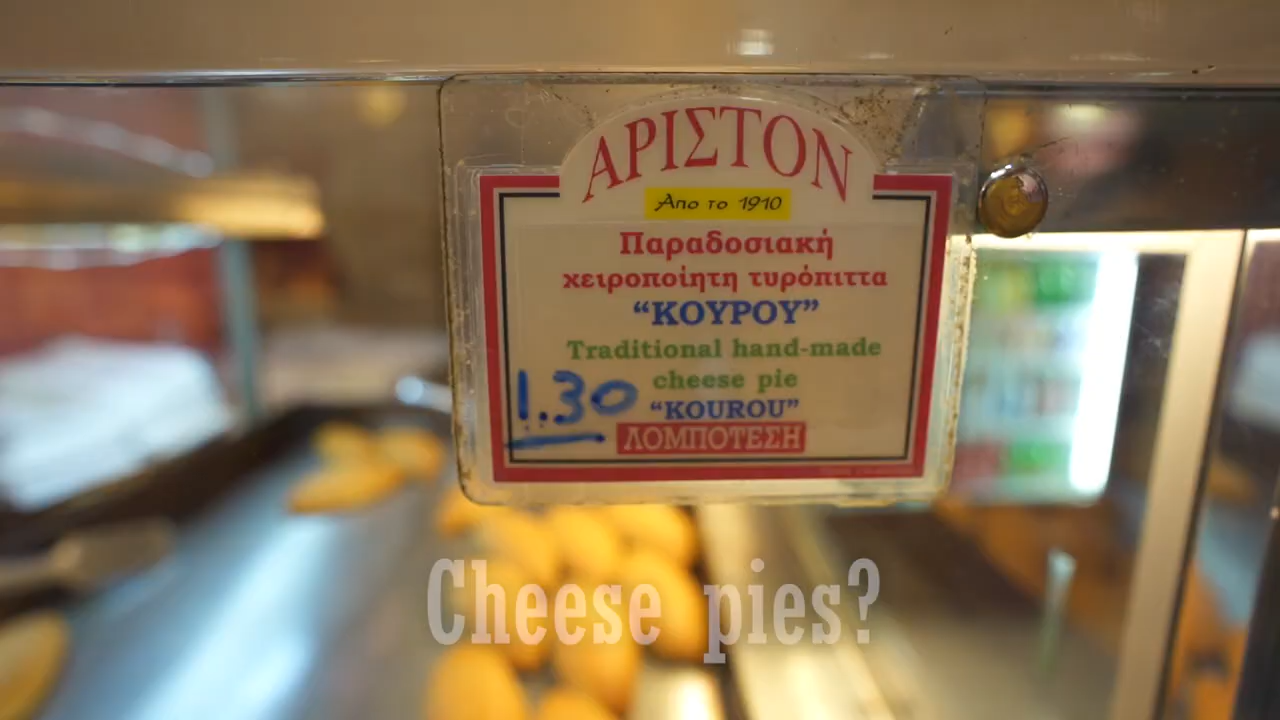 ΑΡΙΣΤΟΝ
Απο το 1910
Παραδοσιακή
χειροποίητη τυρόπιττα
“ΚΟΥΡΟΥ”
Traditional hand-made
cheese pie
1.30
“KOUROU”
ΛΟΜΠΟΤΕΣΗ
Cheese pies?